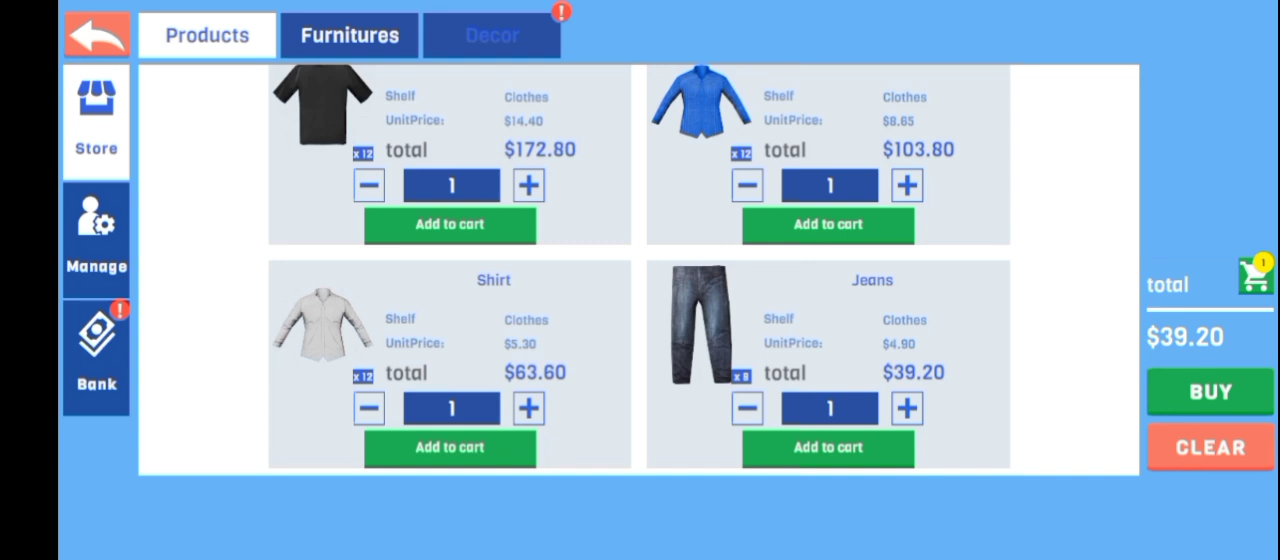 Products
Furnitures
Decor
!
Store
Manage
!
Bank
Shelf Clothes
UnitPrice: $14.40
x 12 total $172.80
1
Add to cart
Shelf Clothes
UnitPrice: $8.65
x 12 total $103.80
1
Add to cart
Shirt
Shelf Clothes
UnitPrice: $5.30
x 12 total $63.60
1
Add to cart
Jeans
Shelf Clothes
UnitPrice: $4.90
x 8 total $39.20
1
Add to cart
1
total
$39.20
BUY
CLEAR